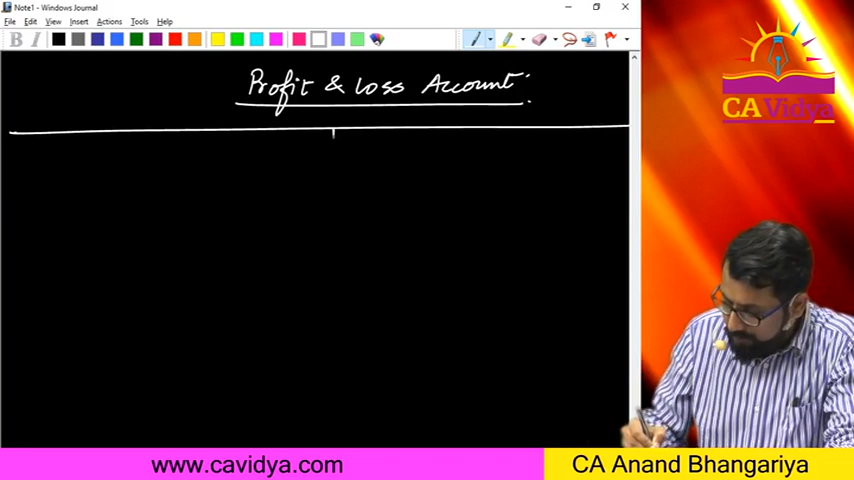 Note1 - Windows Journal
File Edit View Insert Actions Tools Help
B I
Profit & Loss Account:
CA Vidya
www.cavidya.com
CA Anand Bhangariya